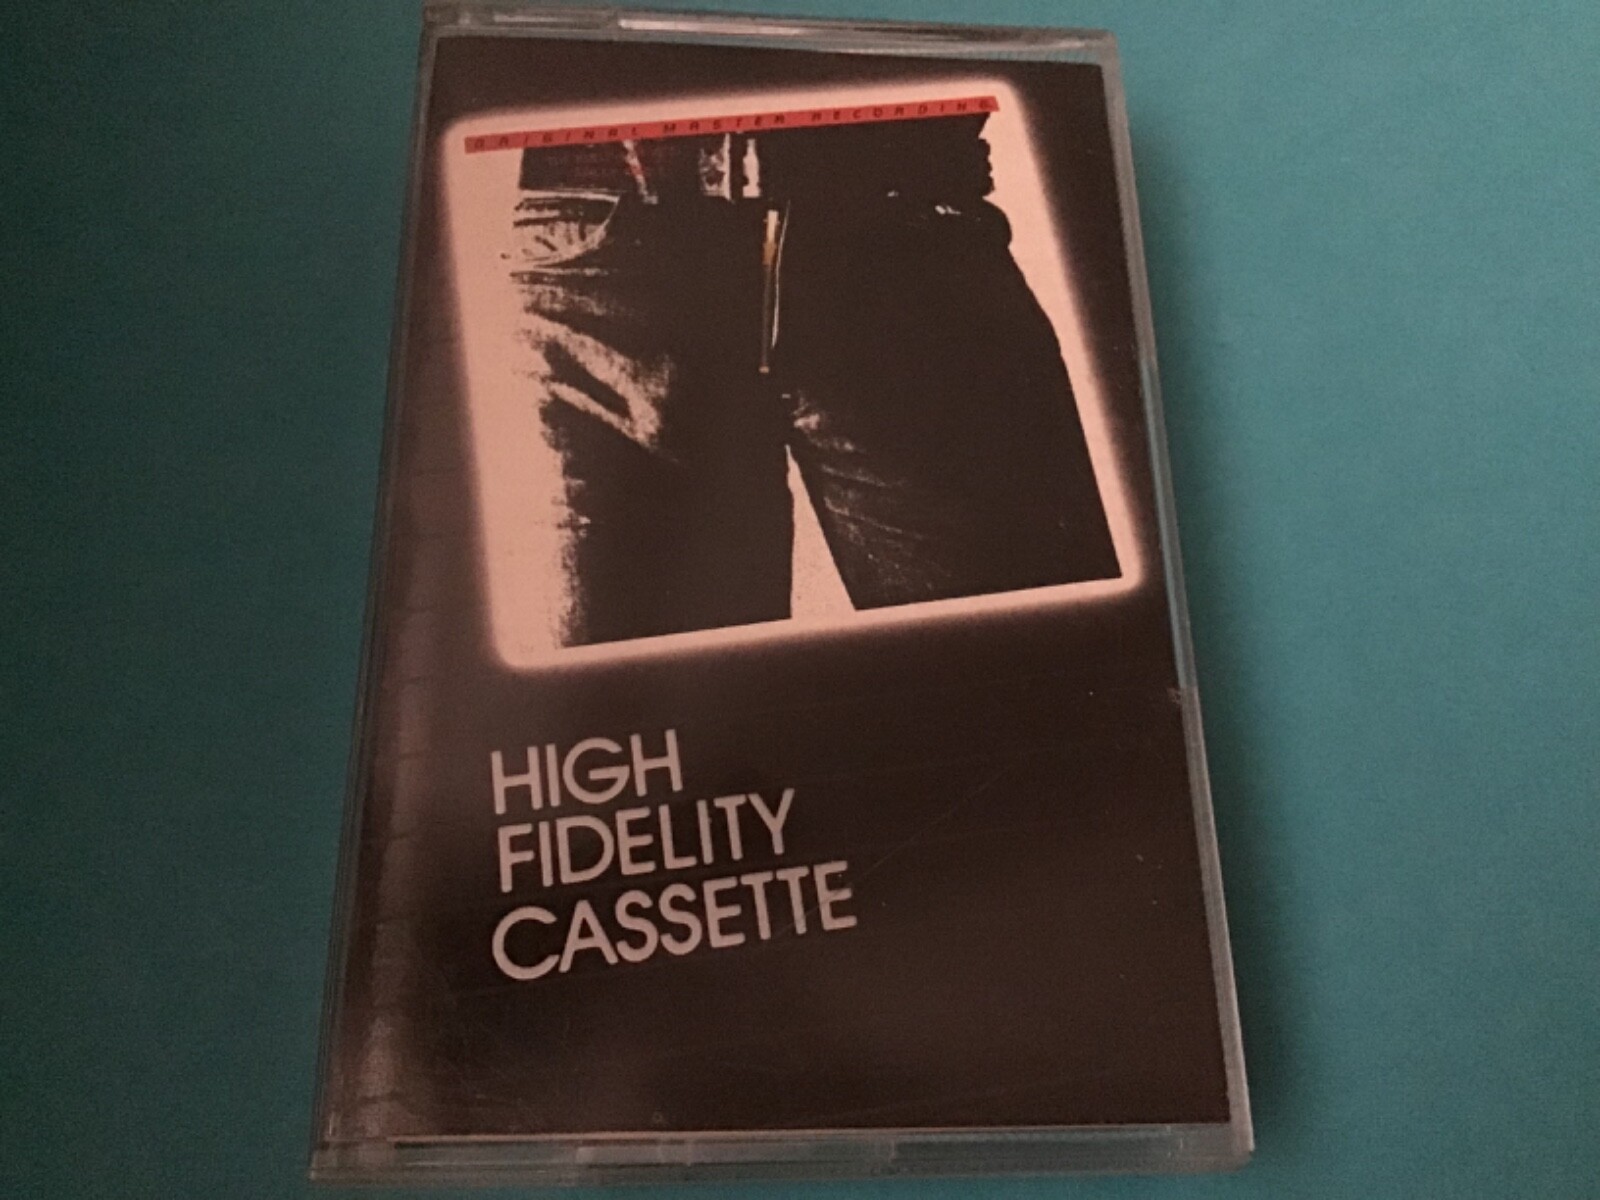 ORIGINAL MASTER RECORDING
HIGH
FIDELITY
CASSETTE